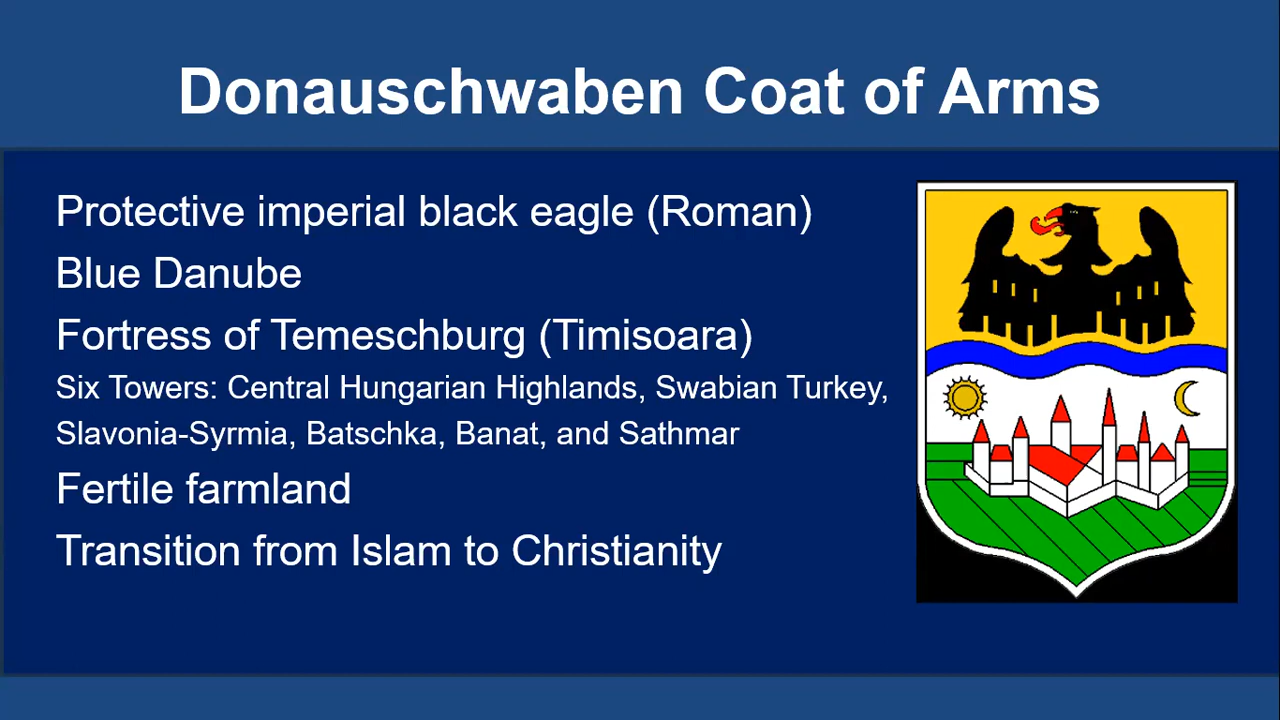 Donauschwaben Coat of Arms
Protective imperial black eagle (Roman)
Blue Danube
Fortress of Temeschburg (Timisoara)
Six Towers: Central Hungarian Highlands, Swabian Turkey,
Slavonia-Syrmia, Batschka, Banat, and Sathmar
Fertile farmland
Transition from Islam to Christianity